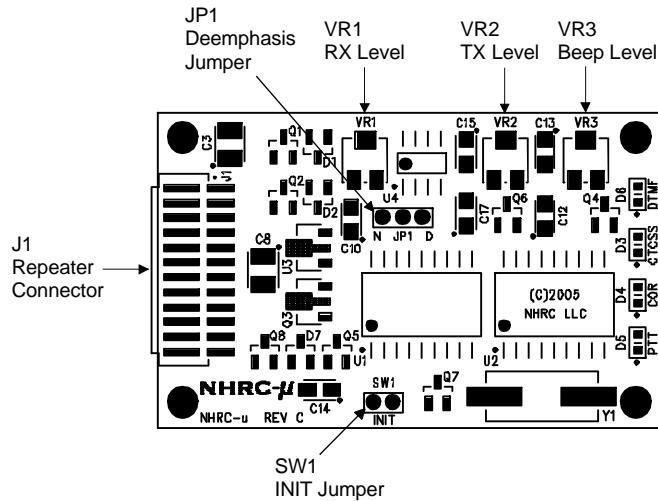 JP1
Deemphasis
Jumper
VR1
RX Level
VR2
TX Level
VR3
Beep Level
J1
Repeater
Connector
C3
J1
Q1
D1
Q2
D2
VR1
U4
C15
VR2
C13
VR3
D6
DTMF
C10
N JP1 D
C17
Q6
C12
Q4
D3
CTCSS
C8
U3
Q3
D4
COR
(C)2005
NHRC LLC
D5
PTT
Q8
D7
Q5
U1
U2
NHRC-μ
C14
SW1
INIT
Q7
Y1
NHRC-u REV C
SW1
INIT Jumper